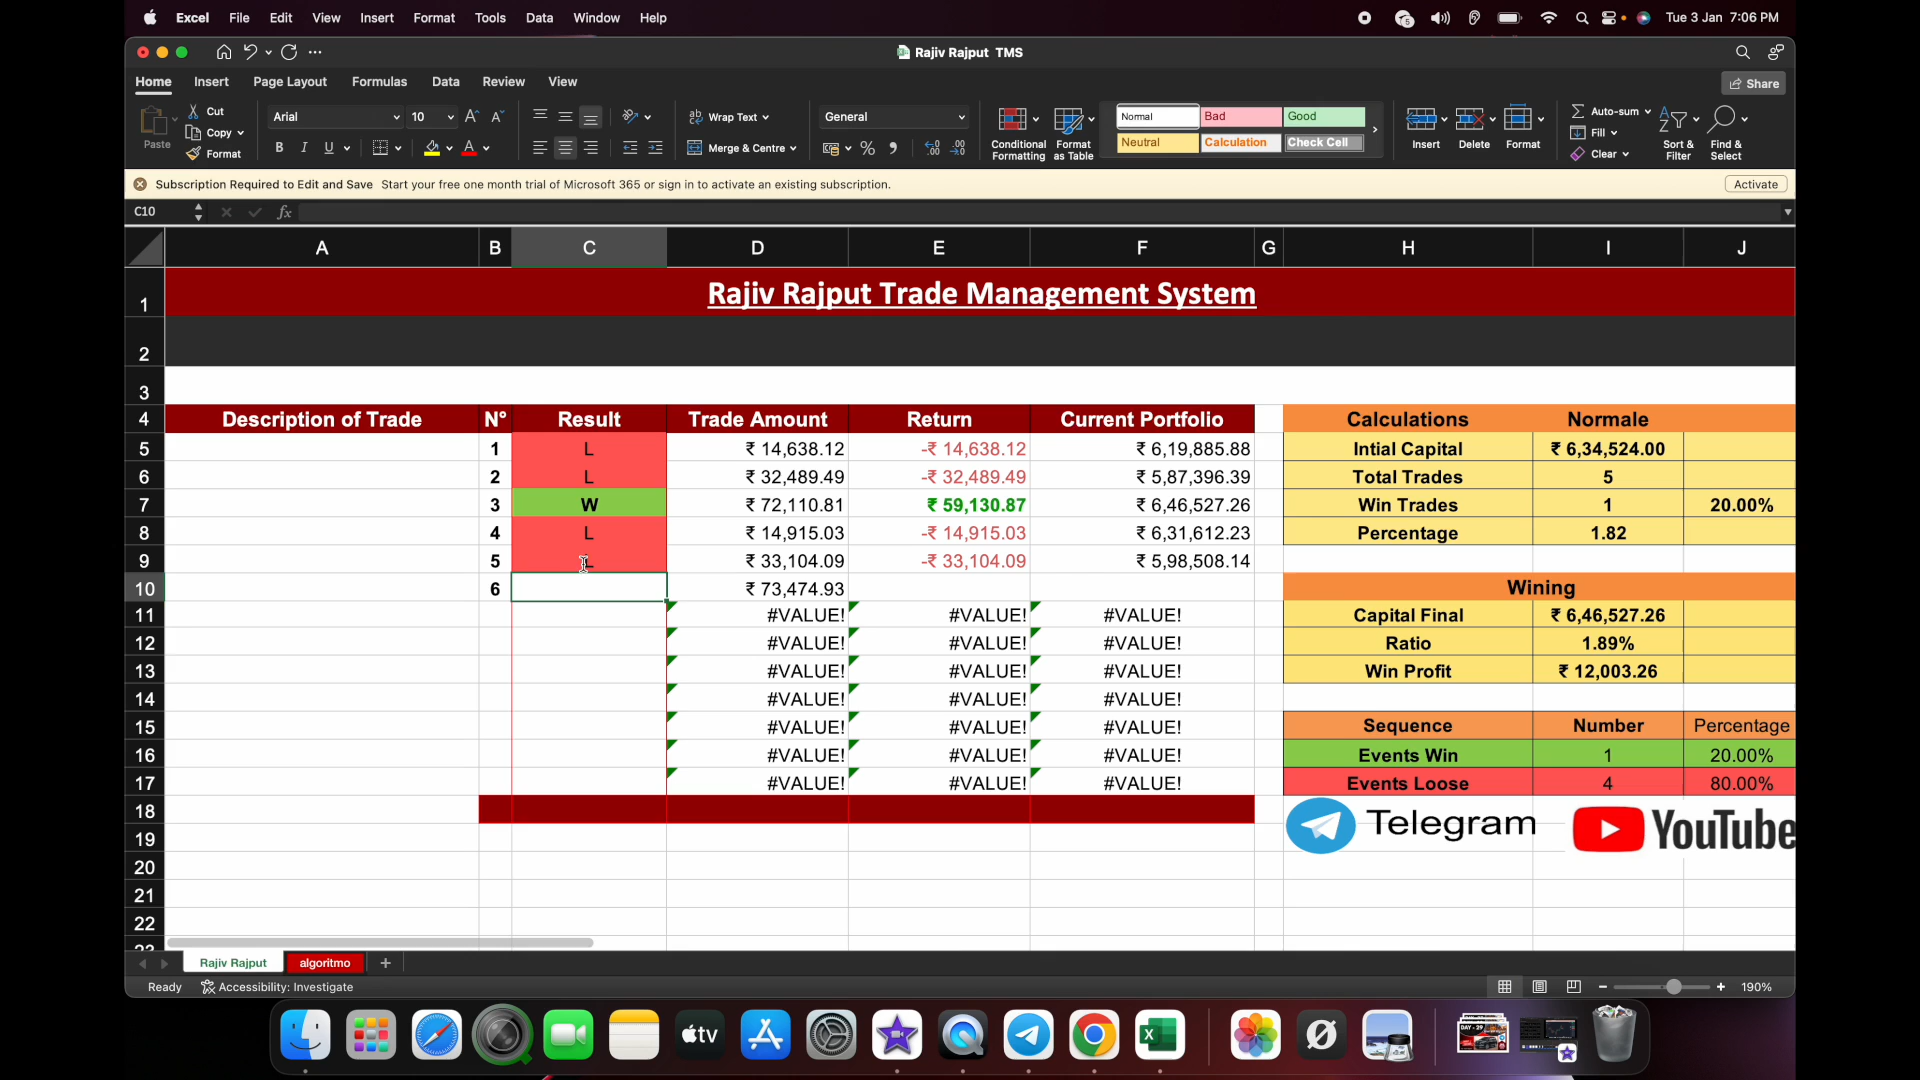 Excel File Edit View Insert Format Tools Data Window Help Tue 3 Jan 7:06 PM
Rajiv Rajput TMS
Home Insert Page Layout Formulas Data Review View Share
Paste Cut Copy Format
Arial 10
Wrap Text
Merge & Centre
General
Conditional Formatting
Format as Table
Normal Bad Good
Neutral Calculation Check Cell
Insert Delete Format
Auto-sum Fill Clear
Sort & Filter
Find & Select
Subscription Required to Edit and Save Start your free one month trial of Microsoft 365 or sign in to activate an existing subscription. Activate
C10 fx
A B C D E F G H I J
1 Rajiv Rajput Trade Management System
2
3
4 Description of Trade N° Result Trade Amount Return Current Portfolio Calculations Normale
5 1 L ₹ 14,638.12 -₹ 14,638.12 ₹ 6,19,885.88 Intial Capital ₹ 6,34,524.00
6 2 L ₹ 32,489.49 -₹ 32,489.49 ₹ 5,87,396.39 Total Trades 5
7 3 W ₹ 72,110.81 ₹ 59,130.87 ₹ 6,46,527.26 Win Trades 1 20.00%
8 4 L ₹ 14,915.03 -₹ 14,915.03 ₹ 6,31,612.23 Percentage 1.82
9 5 L ₹ 33,104.09 -₹ 33,104.09 ₹ 5,98,508.14
10 6 ₹ 73,474.93 Wining
11 #VALUE! #VALUE! #VALUE! Capital Final ₹ 6,46,527.26
12 #VALUE! #VALUE! #VALUE! Ratio 1.89%
13 #VALUE! #VALUE! #VALUE! Win Profit ₹ 12,003.26
14 #VALUE! #VALUE! #VALUE!
15 #VALUE! #VALUE! #VALUE! Sequence Number Percentage
16 #VALUE! #VALUE! #VALUE! Events Win 1 20.00%
17 #VALUE! #VALUE! #VALUE! Events Loose 4 80.00%
18 Telegram YouTube
19
20
21
22
Rajiv Rajput algoritmo +
Ready Accessibility: Investigate 190%
tv
DAY - 29